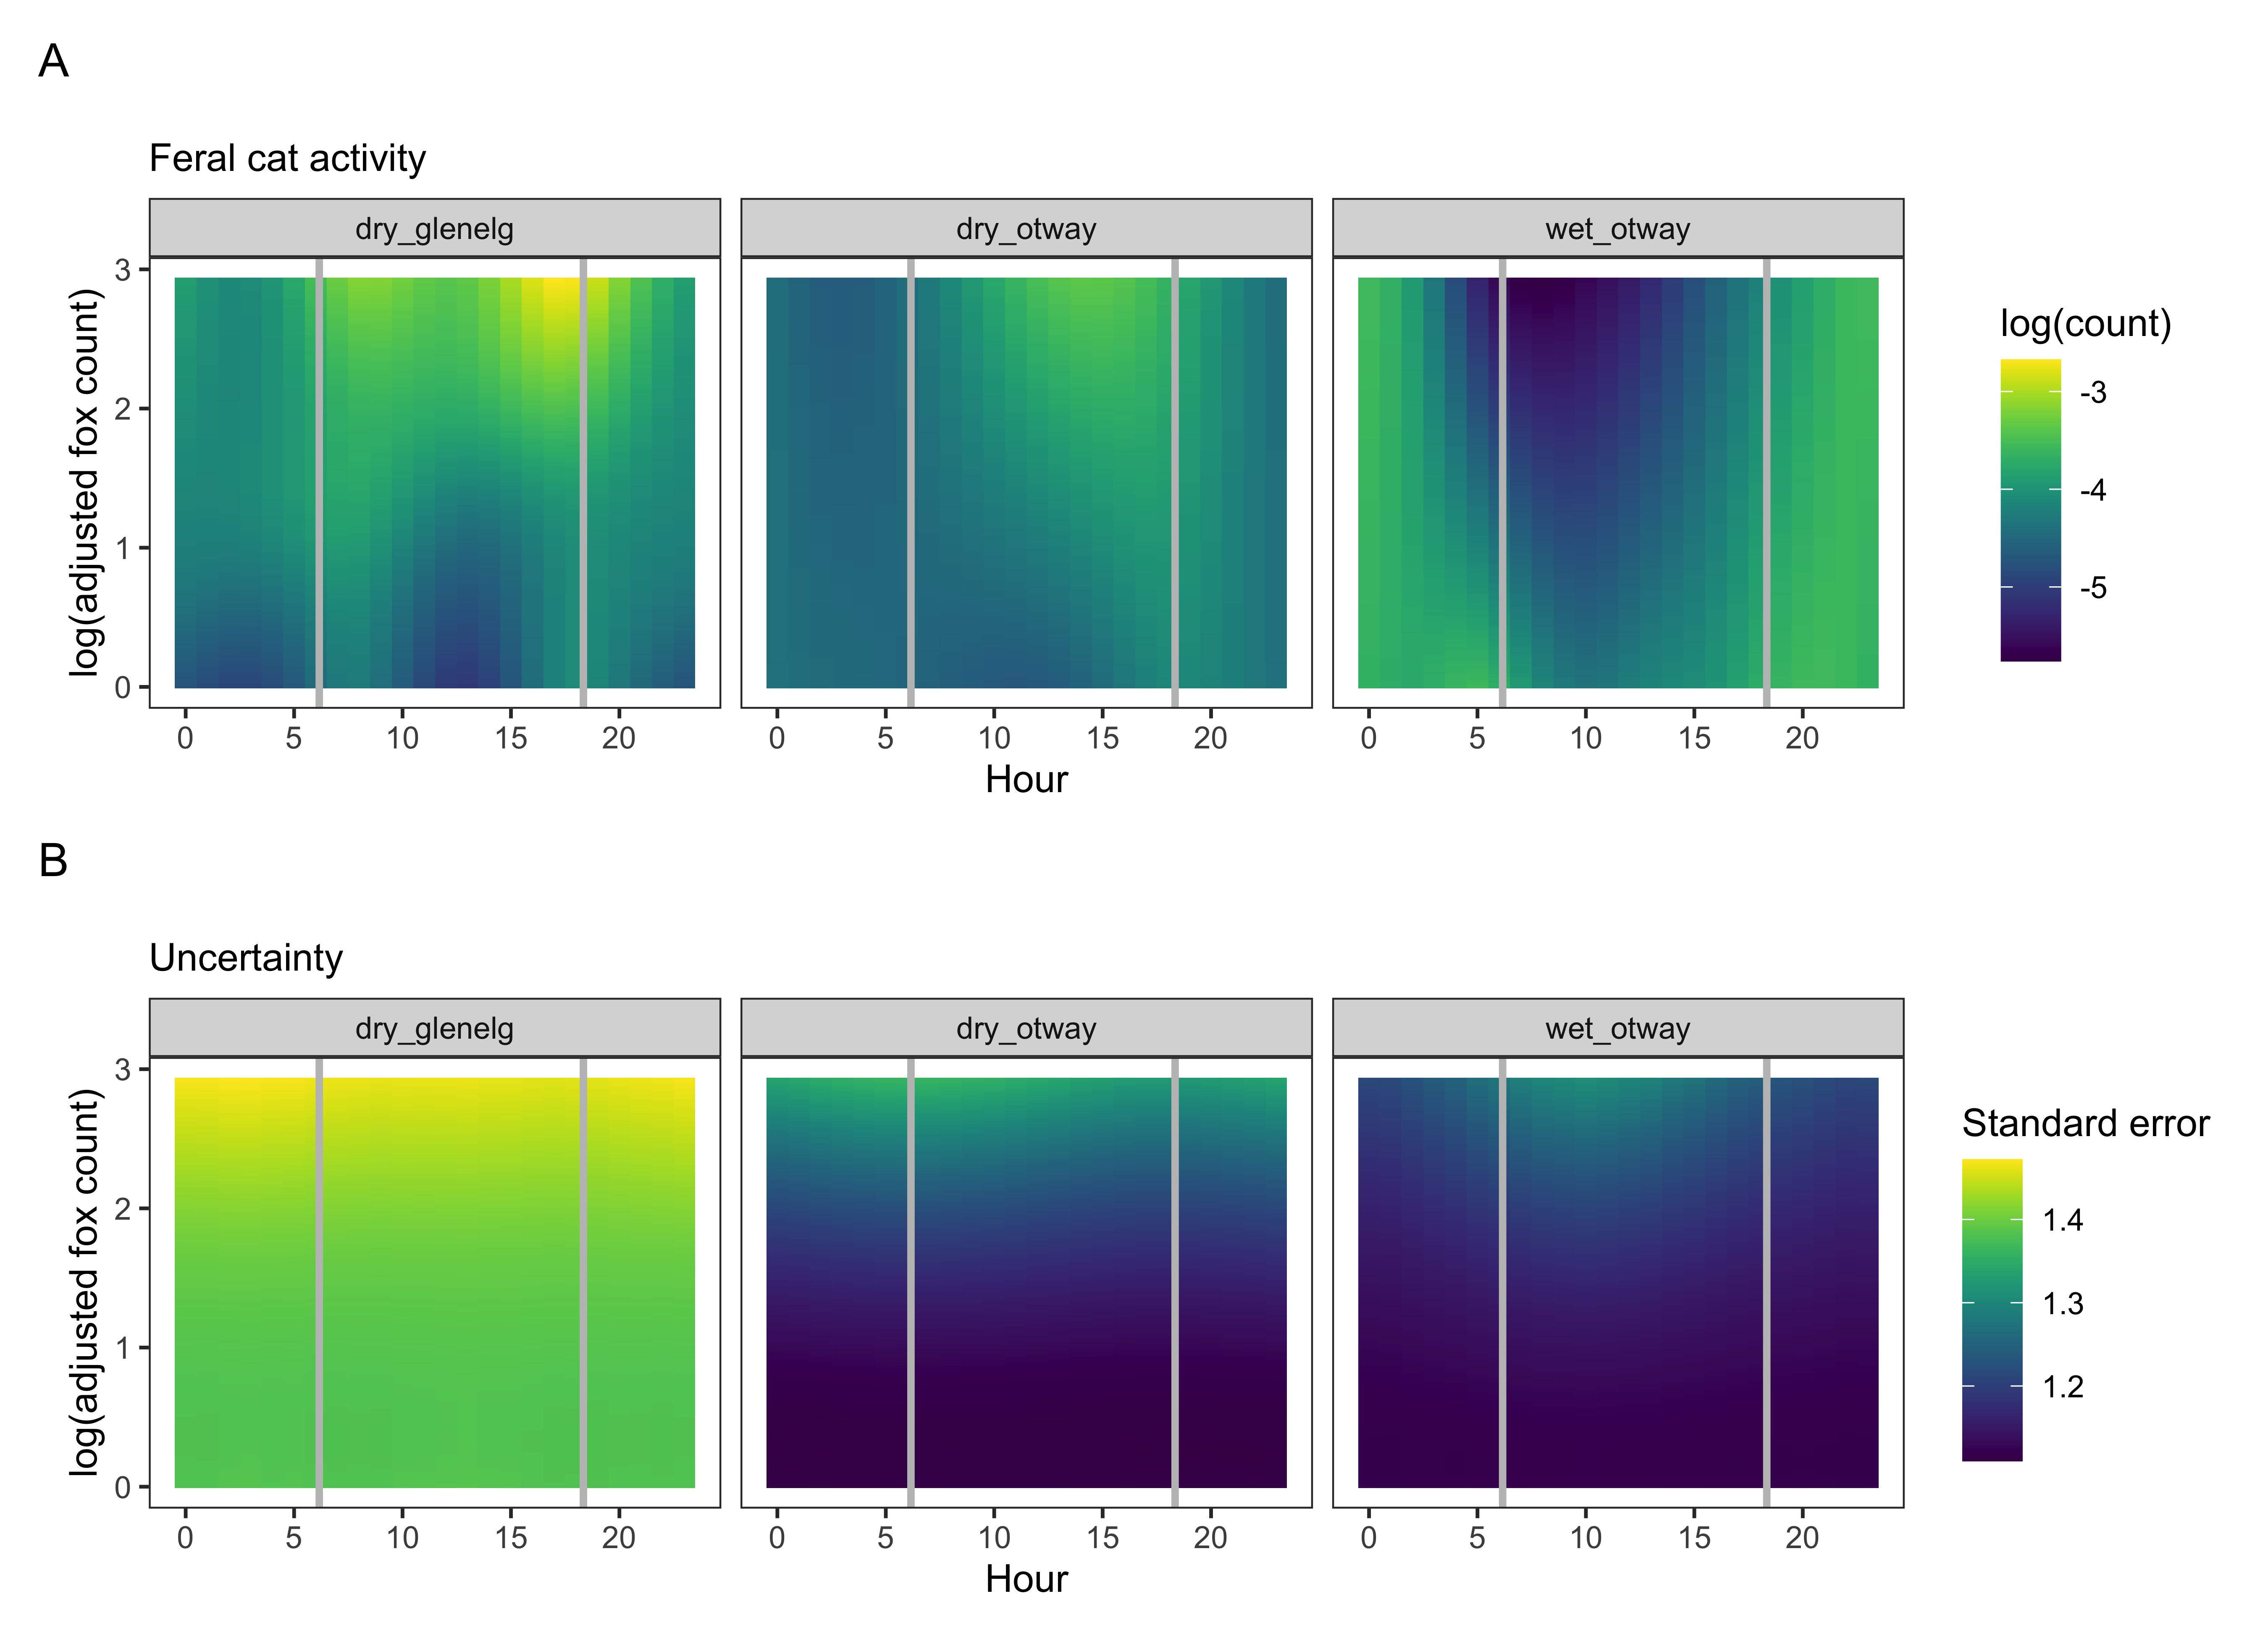 A
Feral cat activity
dry_glenelg dry_otway wet_otway
log(adjusted fox count)
3
2
1
0
0 5 10 15 20 0 5 10 15 20 0 5 10 15 20
Hour
log(count)
-3
-4
-5
B
Uncertainty
dry_glenelg dry_otway wet_otway
log(adjusted fox count)
3
2
1
0
0 5 10 15 20 0 5 10 15 20 0 5 10 15 20
Hour
Standard error
1.4
1.3
1.2